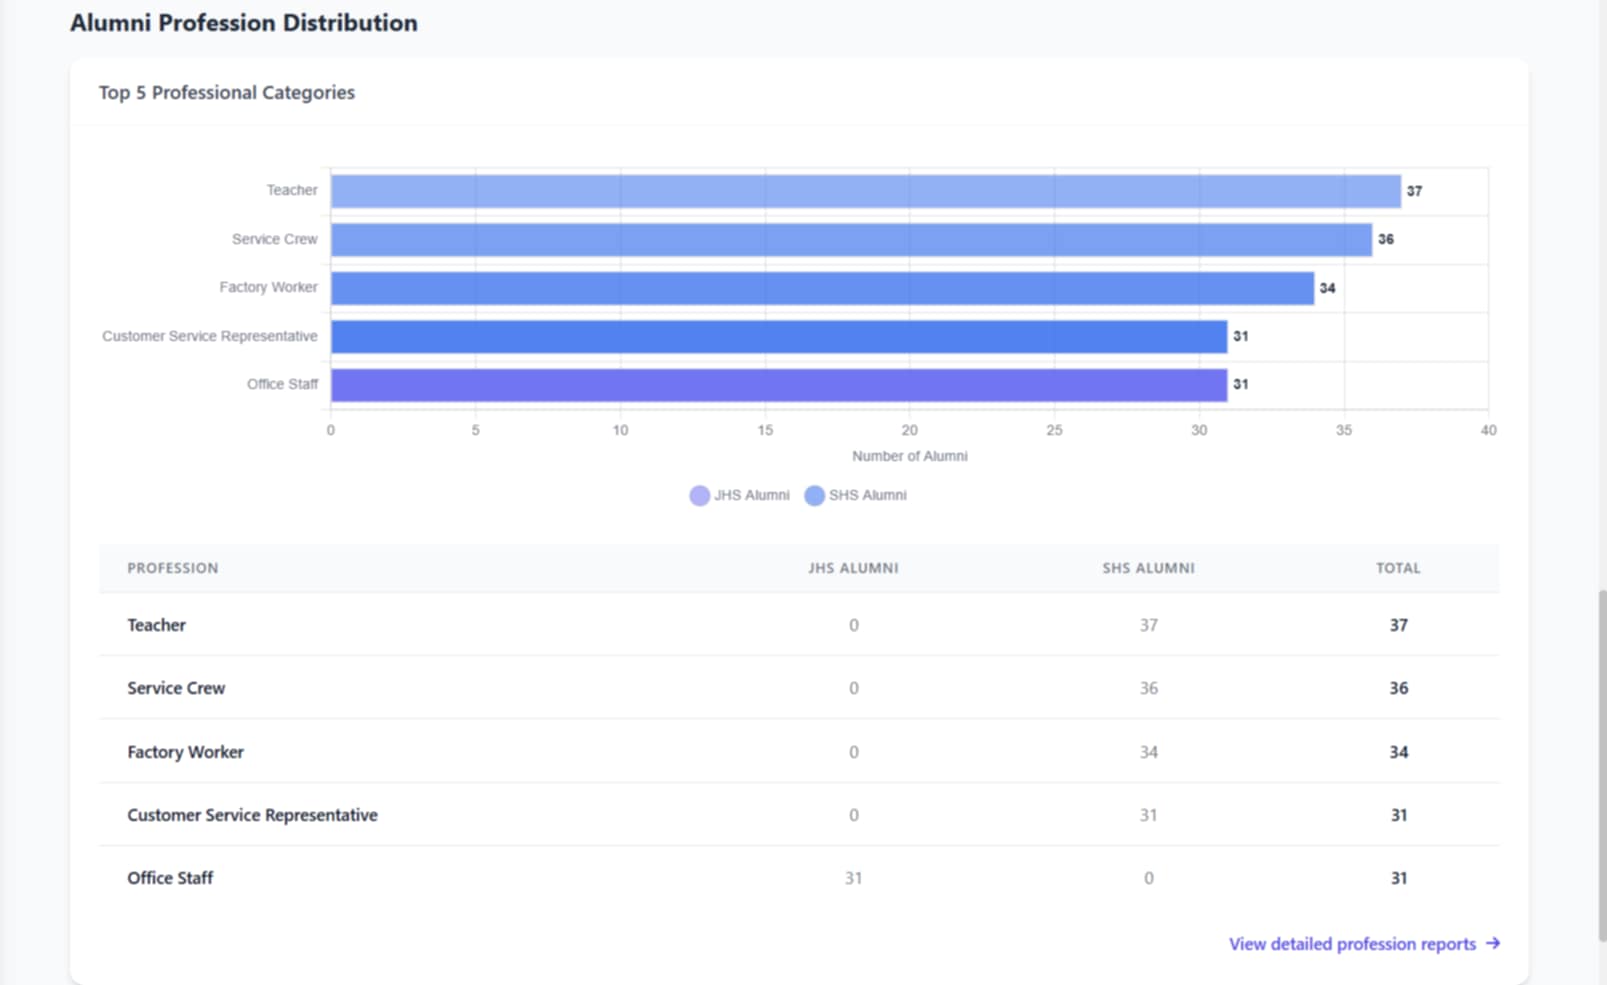 Alumni Profession Distribution
Top 5 Professional Categories
Teacher 37
Service Crew 36
Factory Worker 34
Customer Service Representative 31
Office Staff 31
0 5 10 15 20 25 30 35 40
Number of Alumni
JHS Alumni SHS Alumni
PROFESSION JHS ALUMNI SHS ALUMNI TOTAL
Teacher 0 37 37
Service Crew 0 36 36
Factory Worker 0 34 34
Customer Service Representative 0 31 31
Office Staff 31 0 31
View detailed profession reports →